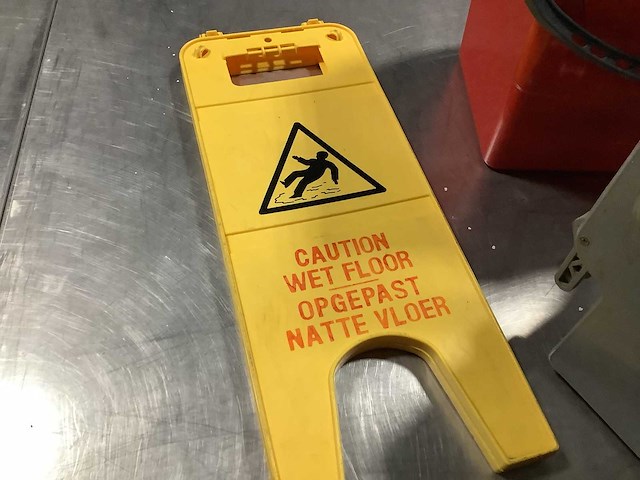 CAUTION
WET FLOOR
OPGEPAST
NATTE VLOER